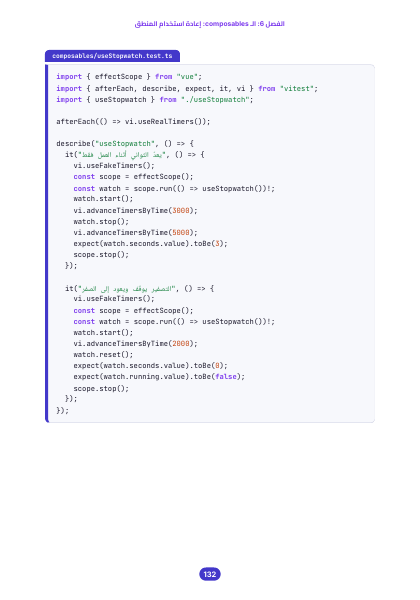 الفصل 6: الـ composables: إعادة استخدام المنطق
composables/useStopwatch.test.ts
import { effectScope } from "vue";
import { afterEach, describe, expect, it, vi } from "vitest";
import { useStopwatch } from "./useStopwatch";
afterEach(() => vi.useRealTimers());
describe("useStopwatch", () => {
it("يعدّ الثواني أثناء العمل فقط", () => {
vi.useFakeTimers();
const scope = effectScope();
const watch = scope.run(() => useStopwatch())!;
watch.start();
vi.advanceTimersByTime(3000);
watch.stop();
vi.advanceTimersByTime(5000);
expect(watch.seconds.value).toBe(3);
scope.stop();
});
it("التصفير يوقف ويعود إلى الصفر", () => {
vi.useFakeTimers();
const scope = effectScope();
const watch = scope.run(() => useStopwatch())!;
watch.start();
vi.advanceTimersByTime(2000);
watch.reset();
expect(watch.seconds.value).toBe(0);
expect(watch.running.value).toBe(false);
scope.stop();
});
});
132